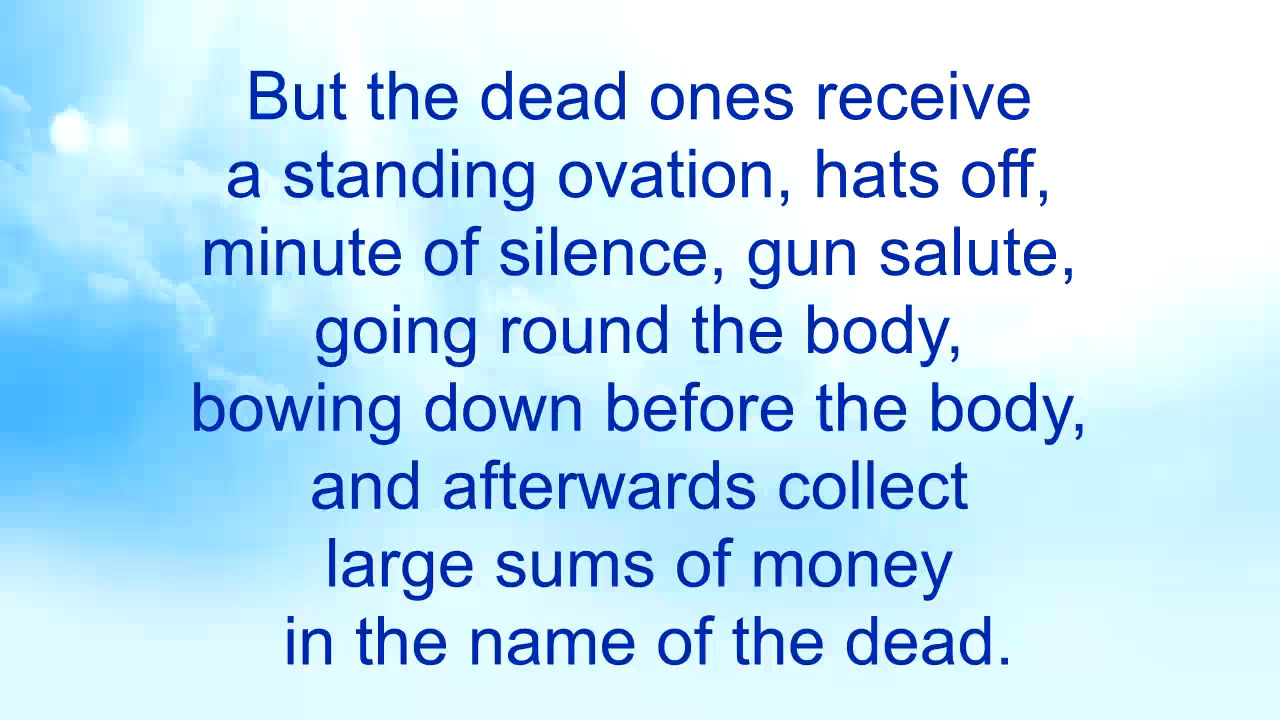 But the dead ones receive
a standing ovation, hats off,
minute of silence, gun salute,
going round the body,
bowing down before the body,
and afterwards collect
large sums of money
in the name of the dead.